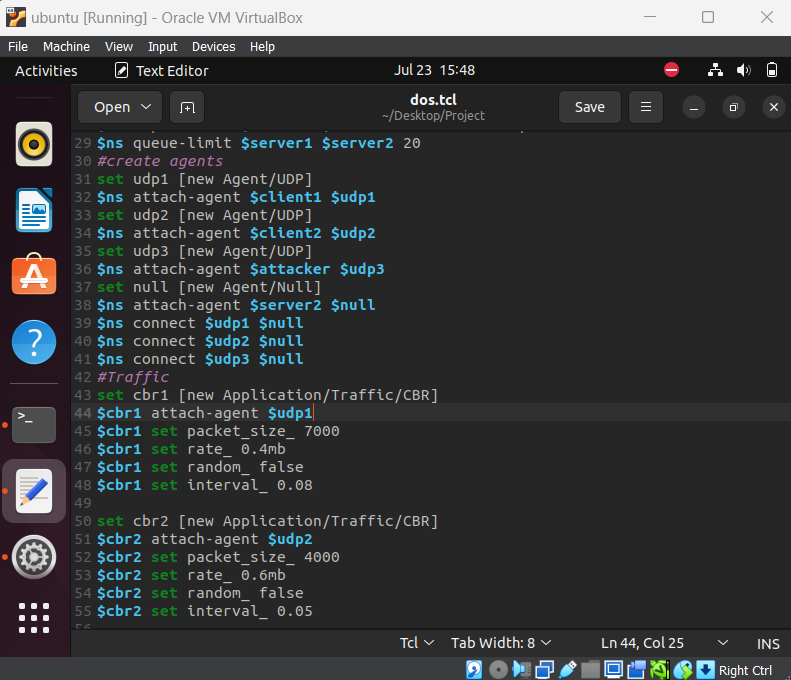 ubuntu [Running] - Oracle VM VirtualBox
File Machine View Input Devices Help
Activities Text Editor Jul 23 15:48
Open dos.tcl Save
~/Desktop/Project
29 $ns queue-limit $server1 $server2 20
30 #create agents
31 set udp1 [new Agent/UDP]
32 $ns attach-agent $client1 $udp1
33 set udp2 [new Agent/UDP]
34 $ns attach-agent $client2 $udp2
35 set udp3 [new Agent/UDP]
36 $ns attach-agent $attacker $udp3
37 set null [new Agent/Null]
38 $ns attach-agent $server2 $null
39 $ns connect $udp1 $null
40 $ns connect $udp2 $null
41 $ns connect $udp3 $null
42 #Traffic
43 set cbr1 [new Application/Traffic/CBR]
44 $cbr1 attach-agent $udp1
45 $cbr1 set packet_size_ 7000
46 $cbr1 set rate_ 0.4mb
47 $cbr1 set random_ false
48 $cbr1 set interval_ 0.08
49
50 set cbr2 [new Application/Traffic/CBR]
51 $cbr2 attach-agent $udp2
52 $cbr2 set packet_size_ 4000
53 $cbr2 set rate_ 0.6mb
54 $cbr2 set random_ false
55 $cbr2 set interval_ 0.05
Tcl Tab Width: 8 Ln 44, Col 25 INS
Right Ctrl